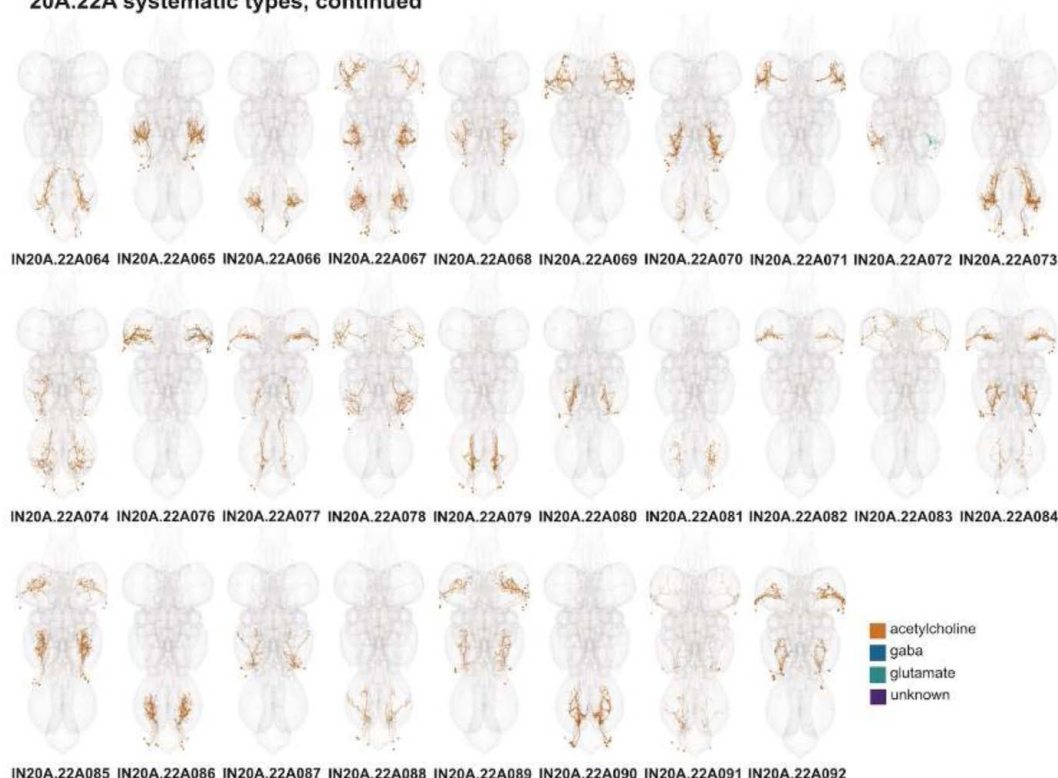 20A.22A systematic types, continued
IN20A.22A064 IN20A.22A065 IN20A.22A066 IN20A.22A067 IN20A.22A068 IN20A.22A069 IN20A.22A070 IN20A.22A071 IN20A.22A072 IN20A.22A073
IN20A.22A074 IN20A.22A076 IN20A.22A077 IN20A.22A078 IN20A.22A079 IN20A.22A080 IN20A.22A081 IN20A.22A082 IN20A.22A083 IN20A.22A084
acetylcholine
gaba
glutamate
unknown
IN20A.22A085 IN20A.22A086 IN20A.22A087 IN20A.22A088 IN20A.22A089 IN20A.22A090 IN20A.22A091 IN20A.22A092